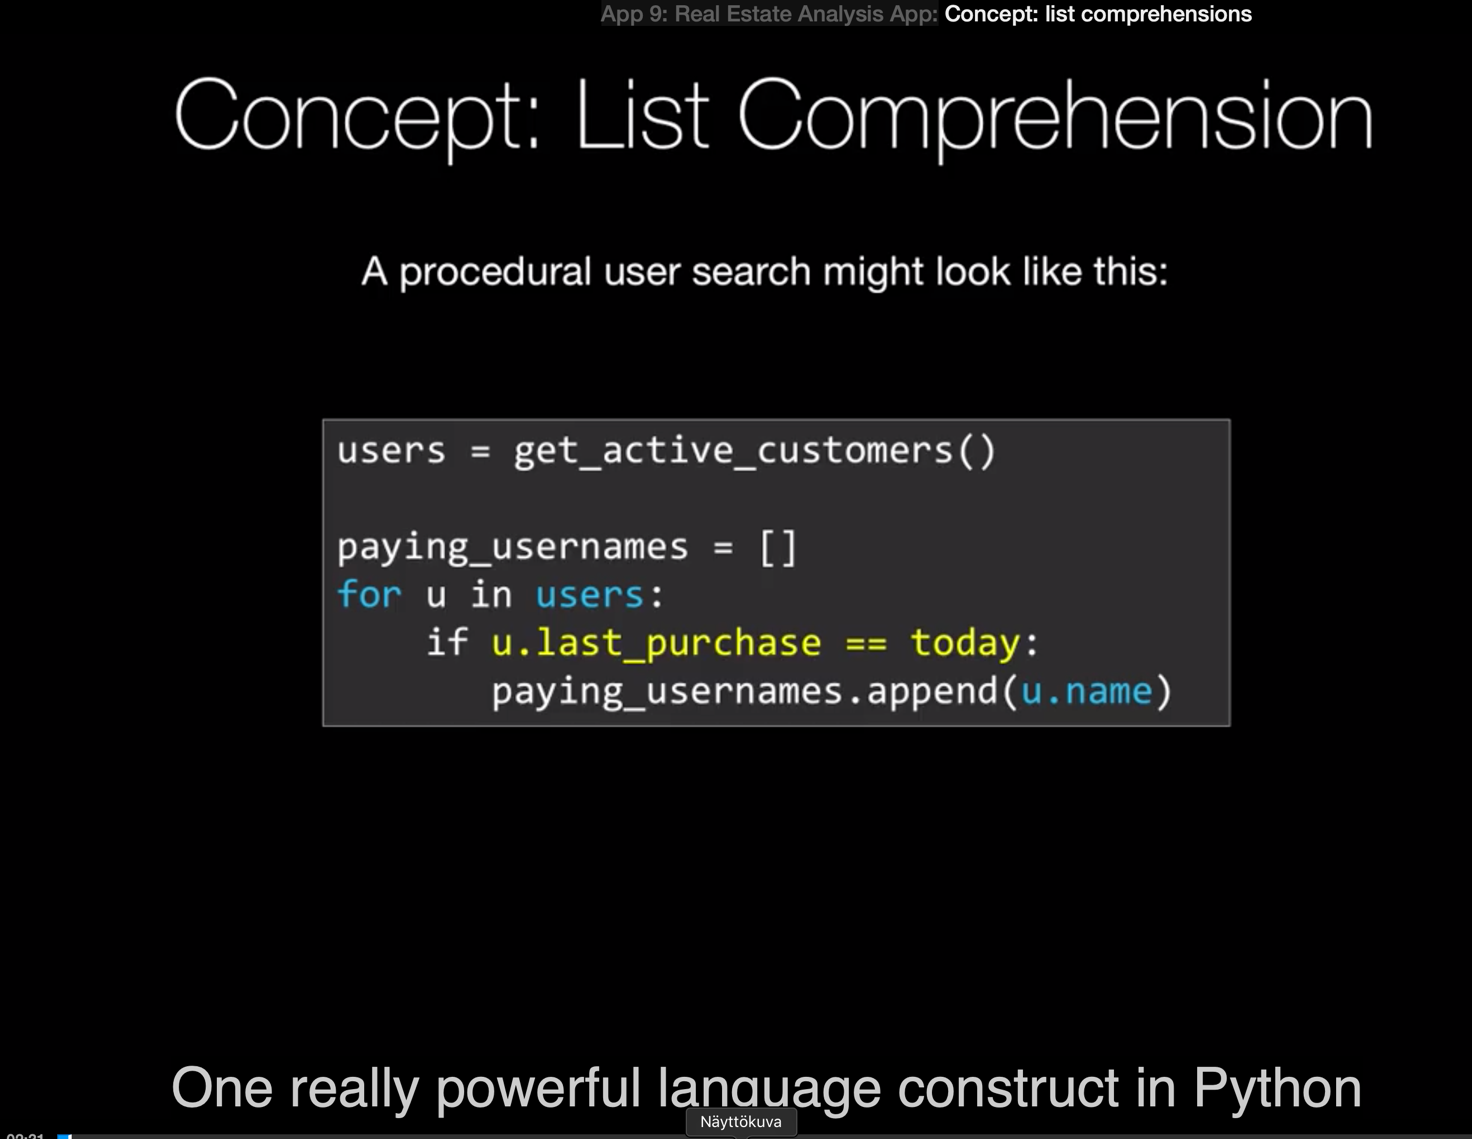 App 9: Real Estate Analysis App: Concept: list comprehensions
Concept: List Comprehension
A procedural user search might look like this:
users = get_active_customers()
paying_usernames = []
for u in users:
    if u.last_purchase == today:
        paying_usernames.append(u.name)
One really powerful language construct in Python
Näyttökuva